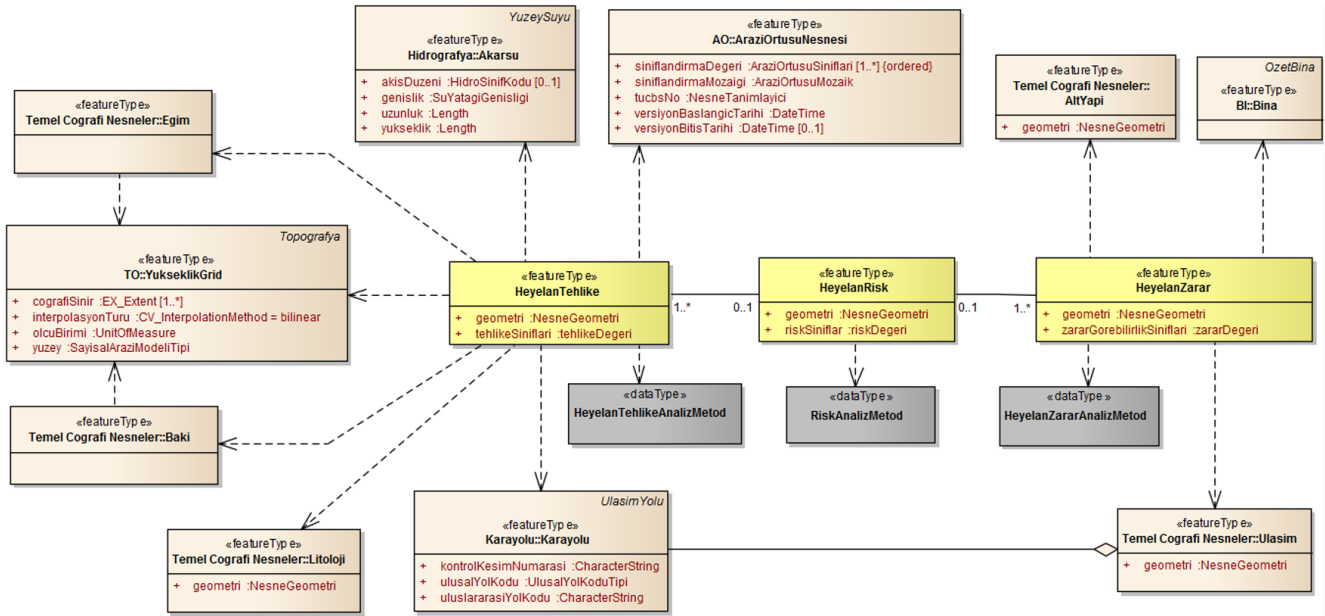 YuzeySuyu
«featureType»
Hidrografya::Akarsu
+ akisDuzeni :HidroSinifKodu [0..1]
+ genislik :SuYatagiGenisligi
+ uzunluk :Length
+ yukseklik :Length
«featureType»
AO::AraziOrtusuNesnesi
+ siniflandirmaDegeri :AraziOrtusuSiniflari [1..*] {ordered}
+ siniflandirmaMozaigi :AraziOrtusuMozaik
+ tucbsNo :NesneTanimlayici
+ versiyonBaslangicTarihi :DateTime
+ versiyonBitisTarihi :DateTime [0..1]
«featureType»
Temel Cografi Nesneler::
AltYapi
+ geometri :NesneGeometri
OzetBina
«featureType»
BI::Bina
«featureType»
Temel Cografi Nesneler::Egim
Topografya
«featureType»
TO::YukseklikGrid
+ cografiSinir :EX_Extent [1..*]
+ interpolasyonTuru :CV_InterpolationMethod = bilinear
+ olcuBirimi :UnitOfMeasure
+ yuzey :SayisalAraziModeliTipi
«featureType»
HeyelanTehlike
+ geometri :NesneGeometri
+ tehlikeSiniflari :tehlikeDegeri
1..*
0..1
«featureType»
HeyelanRisk
+ geometri :NesneGeometri
+ riskSiniflar :riskDegeri
0..1
1..*
«featureType»
HeyelanZarar
+ geometri :NesneGeometri
+ zararGorebilirlikSiniflari :zararDegeri
«dataType»
HeyelanTehlikeAnalizMetod
«dataType»
RiskAnalizMetod
«dataType»
HeyelanZararAnalizMetod
«featureType»
Temel Cografi Nesneler::Baki
«featureType»
Temel Cografi Nesneler::Litoloji
+ geometri :NesneGeometri
UlasimYolu
«featureType»
Karayolu::Karayolu
+ kontrolKesimNumarasi :CharacterString
+ ulusalYolKodu :UlusalYolKoduTipi
+ uluslararasiYolKodu :CharacterString
«featureType»
Temel Cografi Nesneler::Ulasim
+ geometri :NesneGeometri